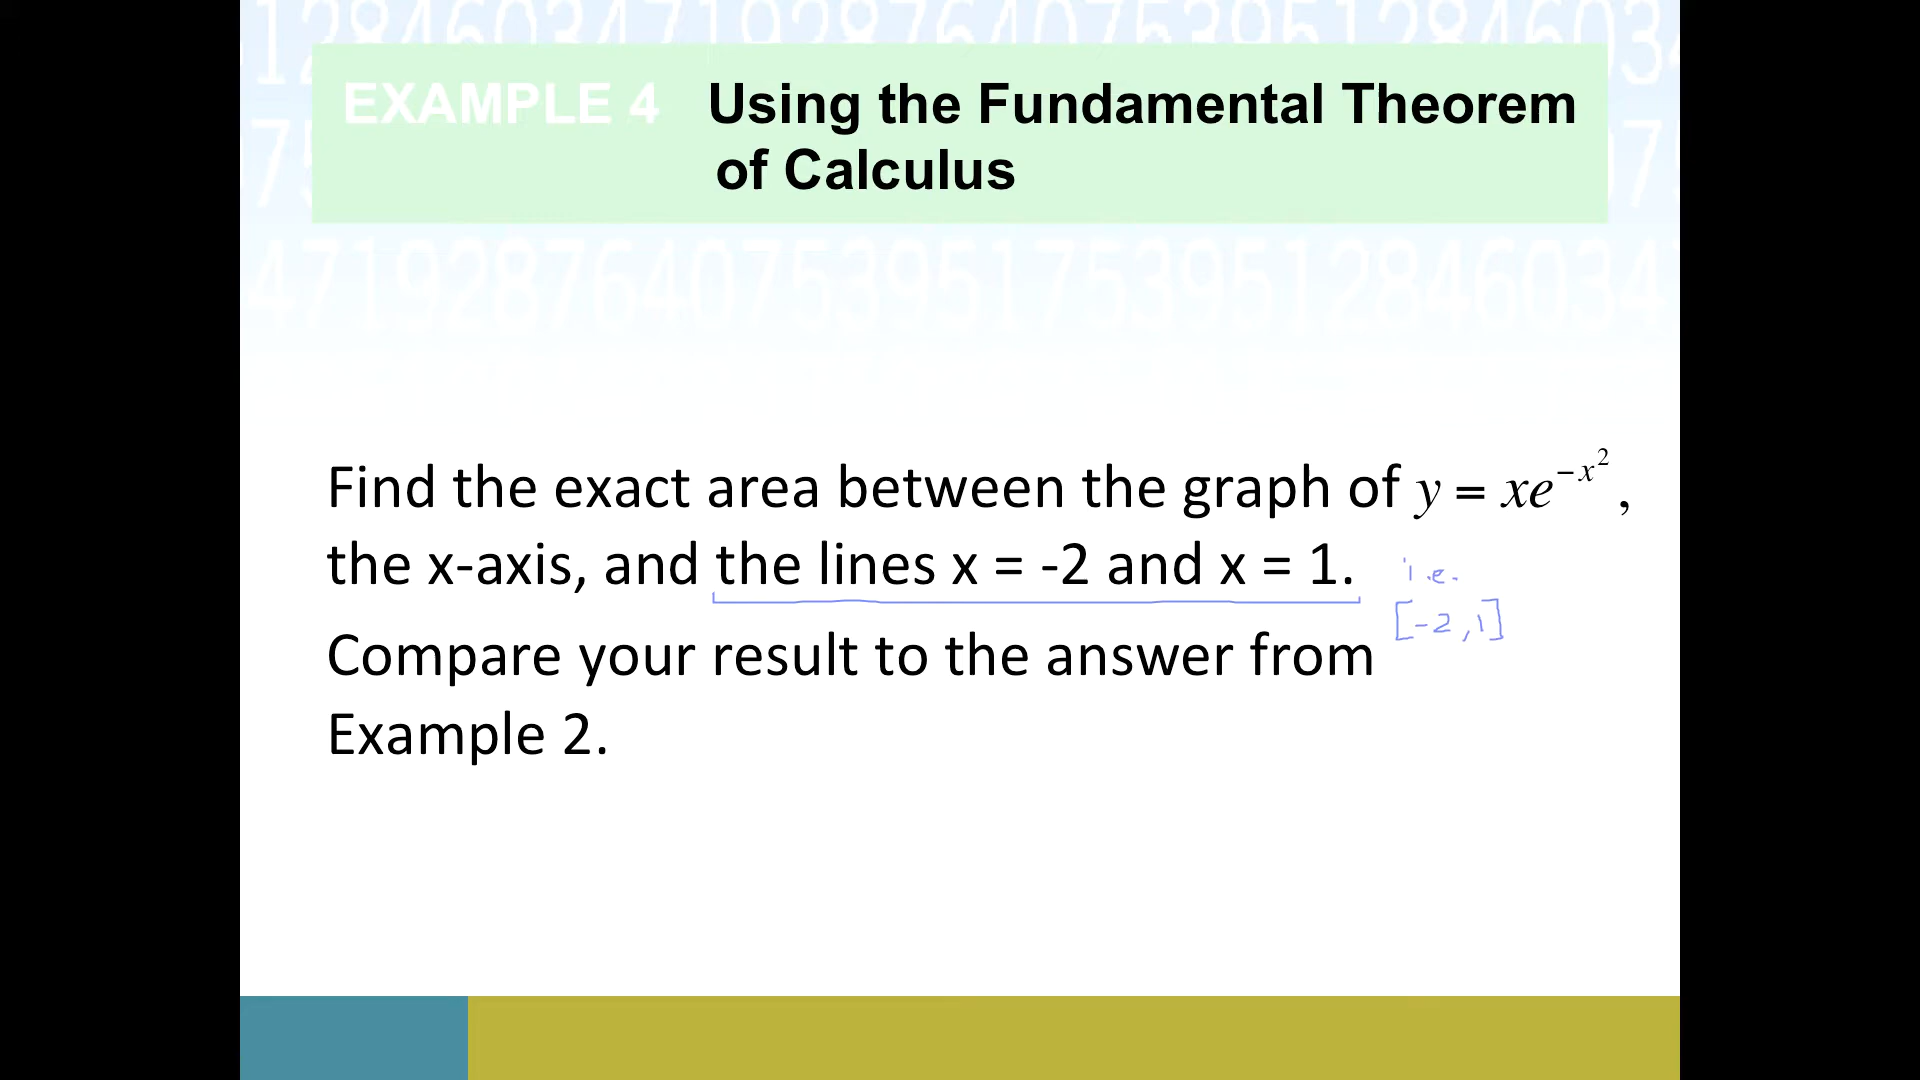 EXAMPLE 4 Using the Fundamental Theorem
of Calculus
Find the exact area between the graph of y = xe^{-x^2},
the x-axis, and the lines x = -2 and x = 1. i.e.
[-2,1]
Compare your result to the answer from
Example 2.